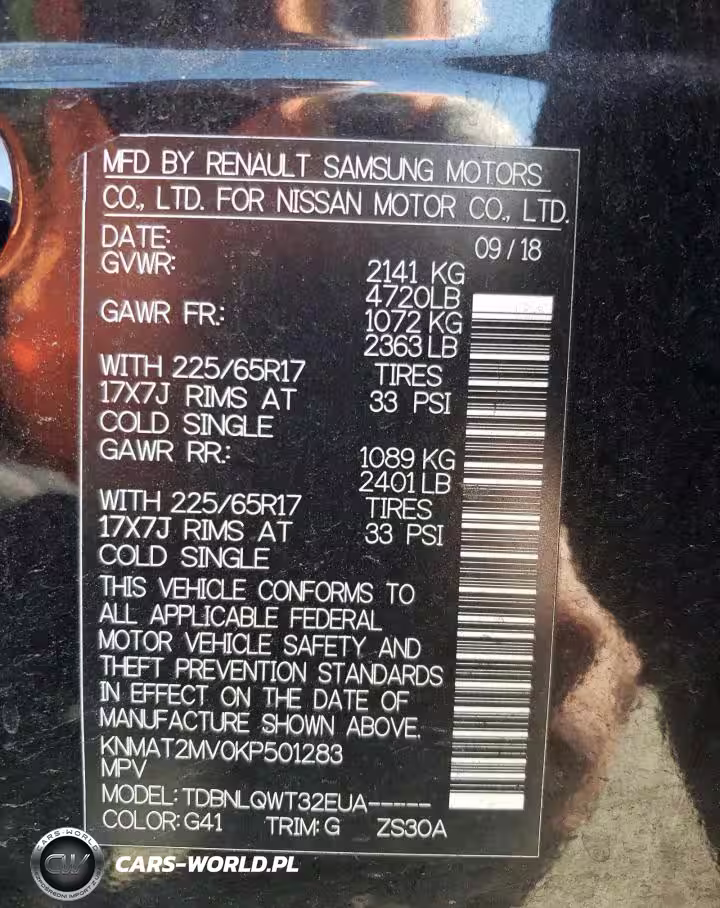 MFD BY RENAULT SAMSUNG MOTORS
CO., LTD. FOR NISSAN MOTOR CO., LTD.
DATE: 09 / 18
GVWR: 2141 KG
4720LB
GAWR FR.: 1072 KG
2363 LB
WITH 225/65R17 TIRES
17X7J RIMS AT 33 PSI
COLD SINGLE
GAWR RR.: 1089 KG
2401 LB
WITH 225/65R17 TIRES
17X7J RIMS AT 33 PSI
COLD SINGLE
THIS VEHICLE CONFORMS TO
ALL APPLICABLE FEDERAL
MOTOR VEHICLE SAFETY AND
THEFT PREVENTION STANDARDS
IN EFFECT ON THE DATE OF
MANUFACTURE SHOWN ABOVE.
KNMAT2MV0KP501283
MPV
MODEL: TDBNLQWT32EUA-----
COLOR: G41 TRIM: G ZS30A
CARS-WORLD
CW
CARS-WORLD.PL